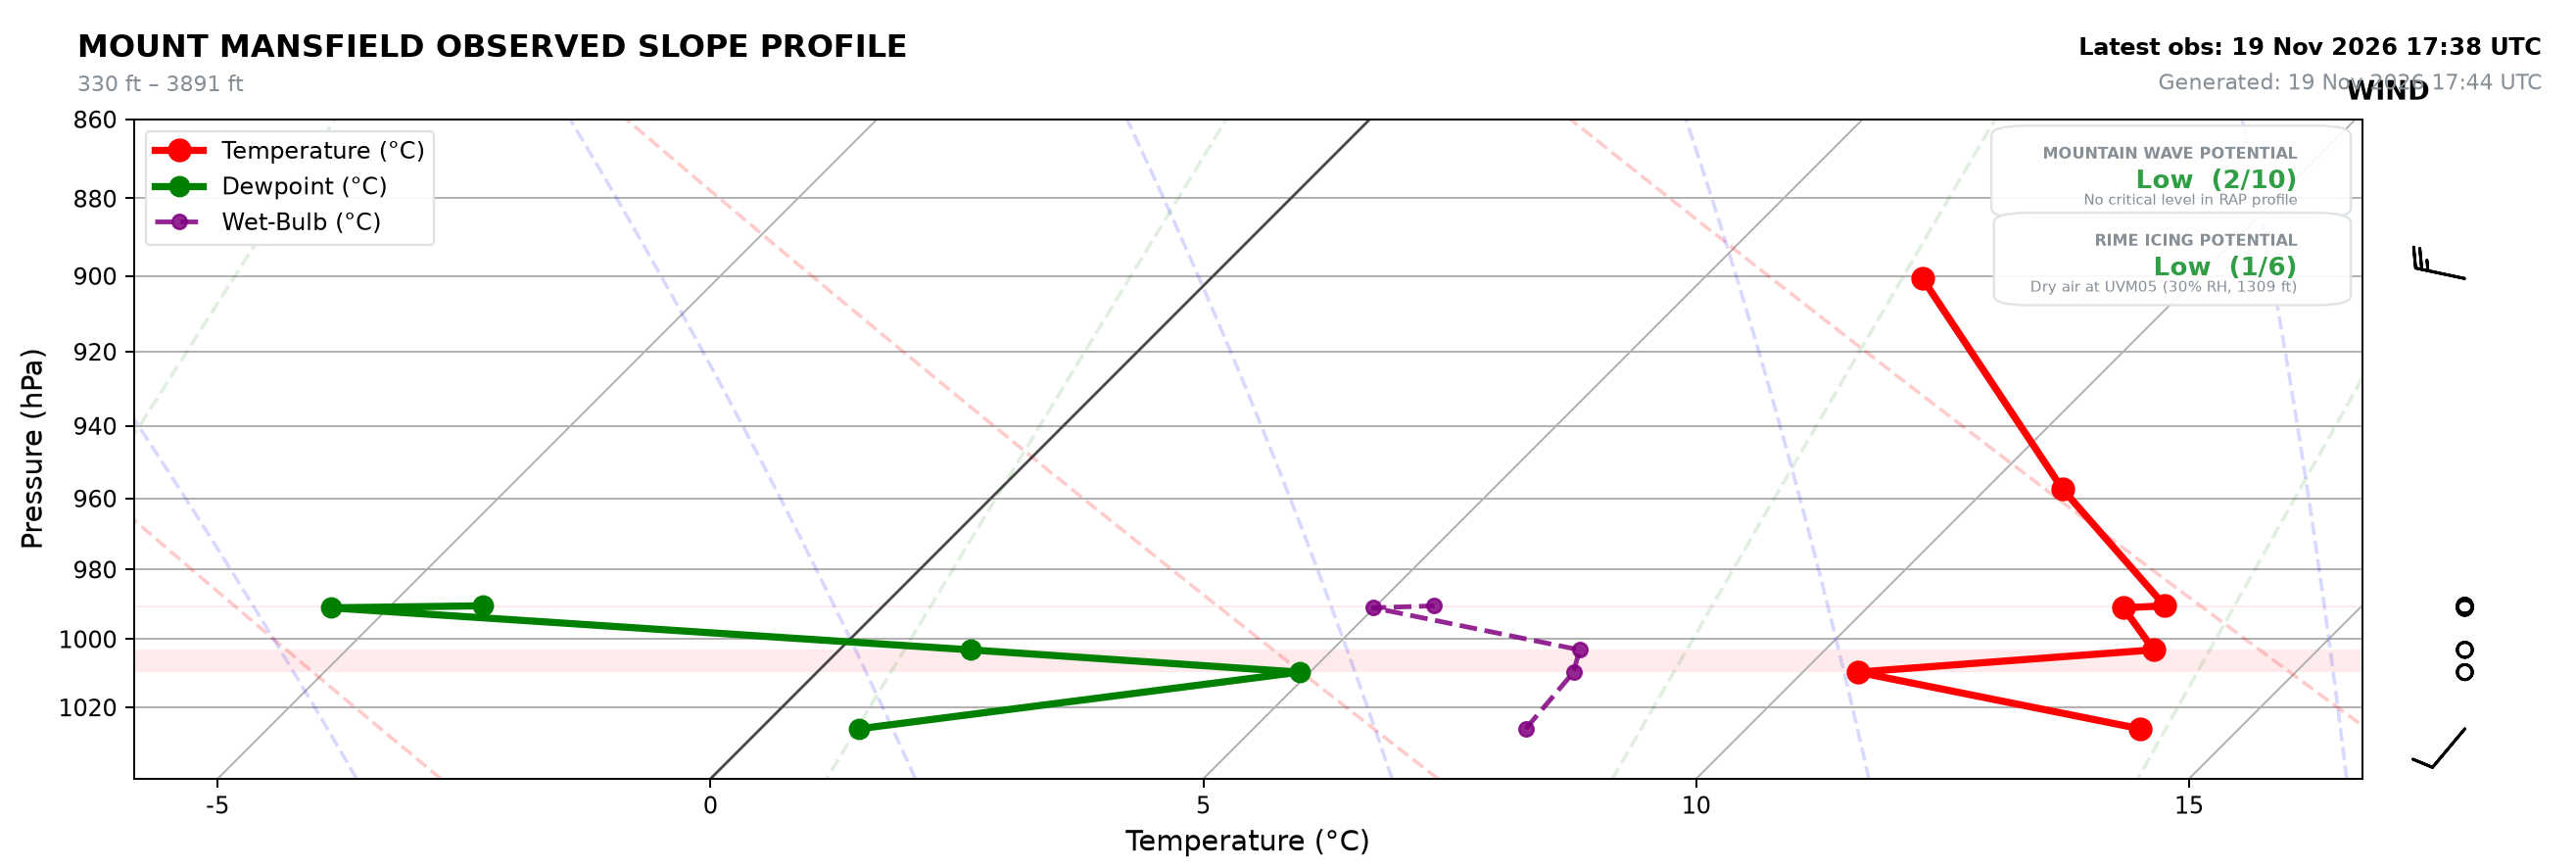 MOUNT MANSFIELD OBSERVED SLOPE PROFILE
330 ft – 3891 ft
Latest obs: 19 Nov 2026 17:38 UTC
Generated: 19 Nov 2026 17:44 UTC
WIND
Temperature (°C)
Dewpoint (°C)
Wet-Bulb (°C)
MOUNTAIN WAVE POTENTIAL
Low (2/10)
No critical level in RAP profile
RIME ICING POTENTIAL
Low (1/6)
Dry air at UVM05 (30% RH, 1309 ft)
Pressure (hPa)
860
880
900
920
940
960
980
1000
1020
-5
0
5
10
15
Temperature (°C)